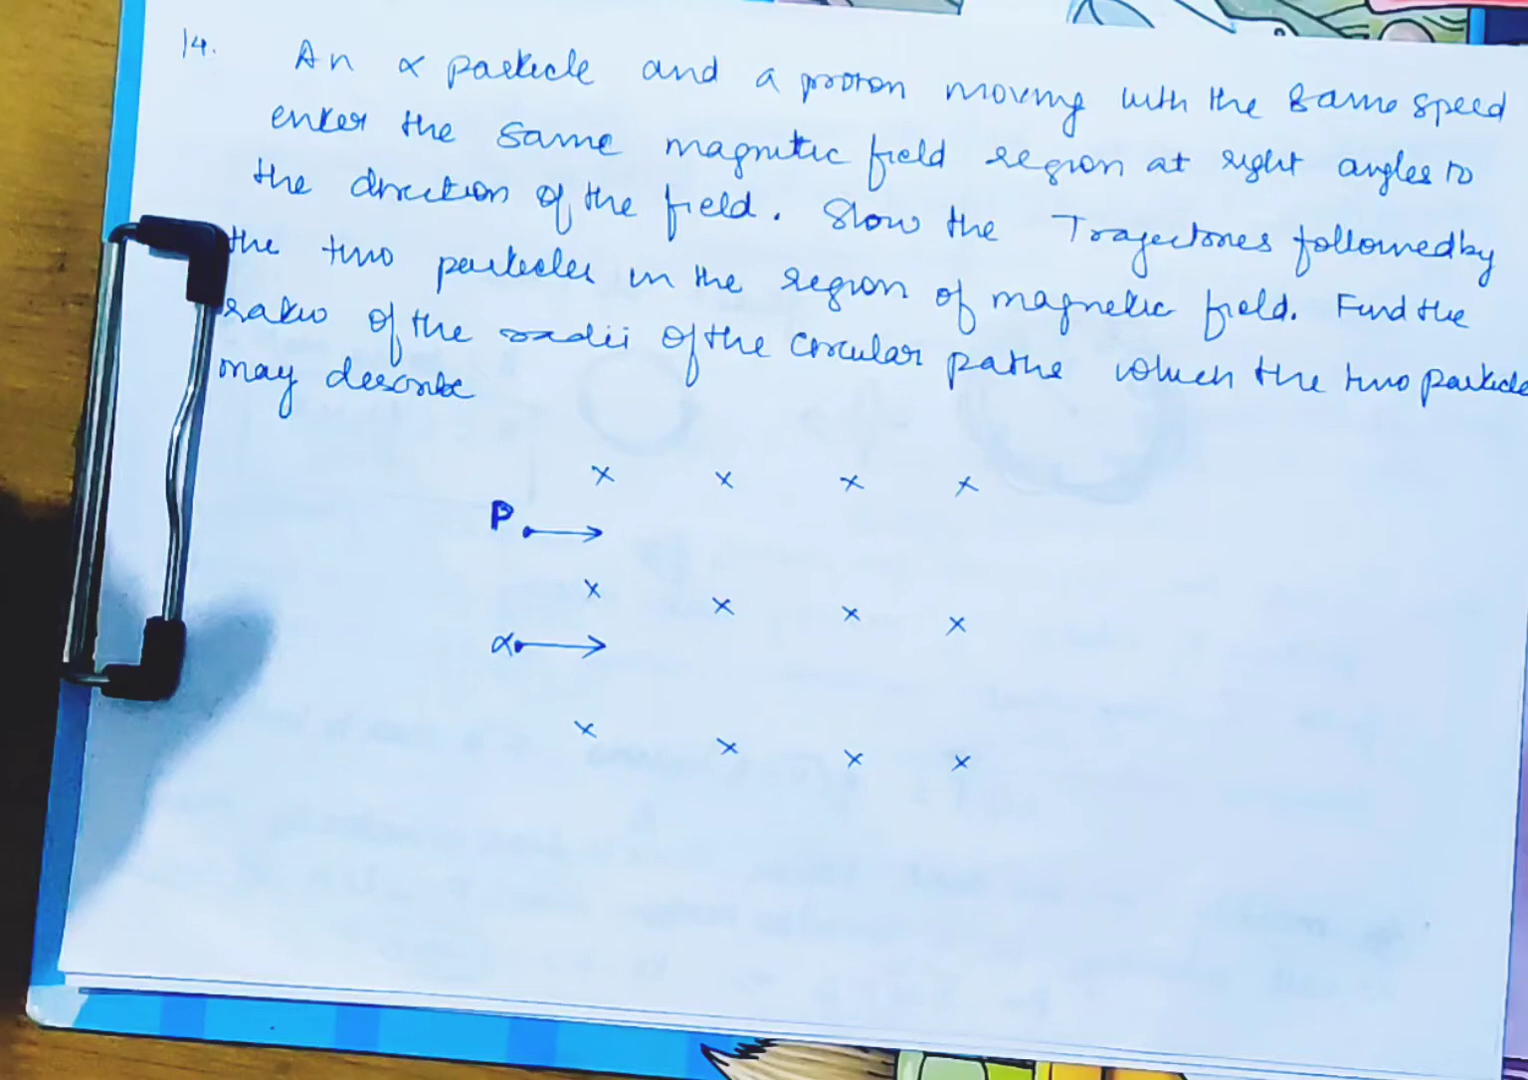 14. An α particle and a proton moving with the same speed
enter the same magnetic field region at right angles to
the direction of the field. Show the Trajectories followed by
the two particles in the region of magnetic field. Find the
ratio of the radii of the circular paths which the two particle
may describe
x x x x
P
x x x x
α
x x x x